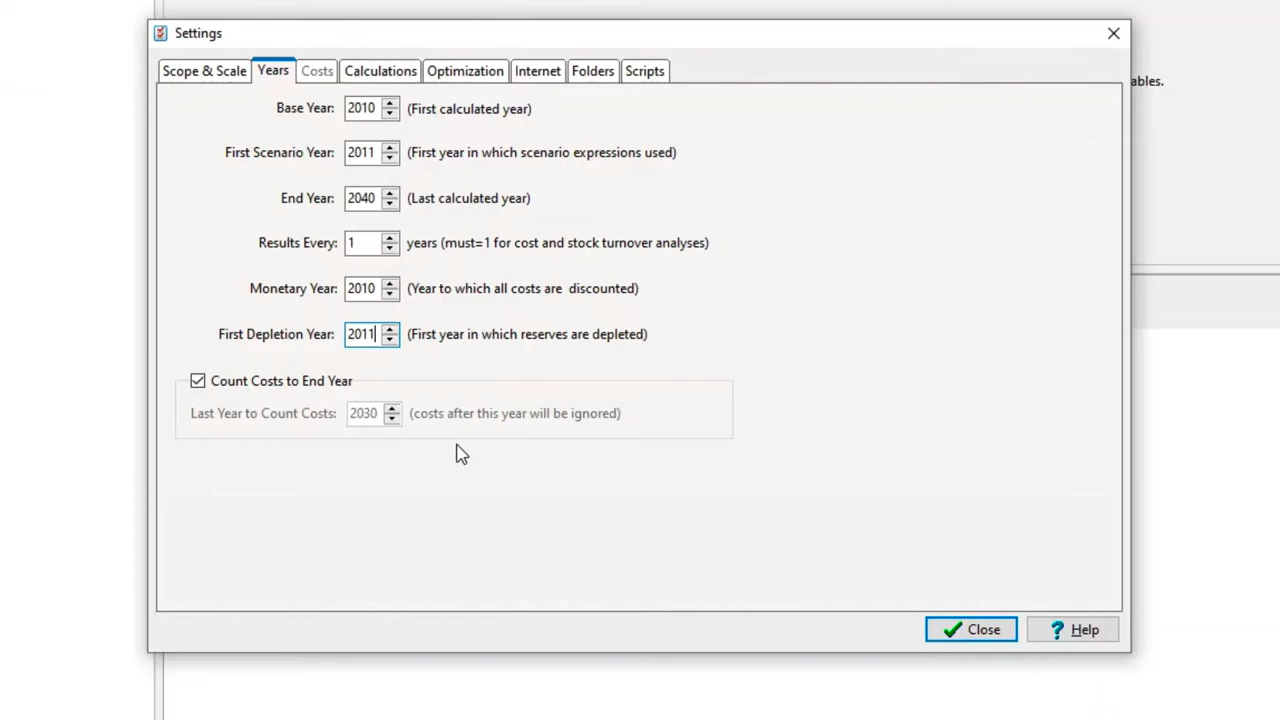 Settings
Scope & Scale Years Costs Calculations Optimization Internet Folders Scripts
ables.
Base Year: 2010 (First calculated year)
First Scenario Year: 2011 (First year in which scenario expressions used)
End Year: 2040 (Last calculated year)
Results Every: 1 years (must=1 for cost and stock turnover analyses)
Monetary Year: 2010 (Year to which all costs are discounted)
First Depletion Year: 2011 (First year in which reserves are depleted)
Count Costs to End Year
Last Year to Count Costs: 2030 (costs after this year will be ignored)
Close Help